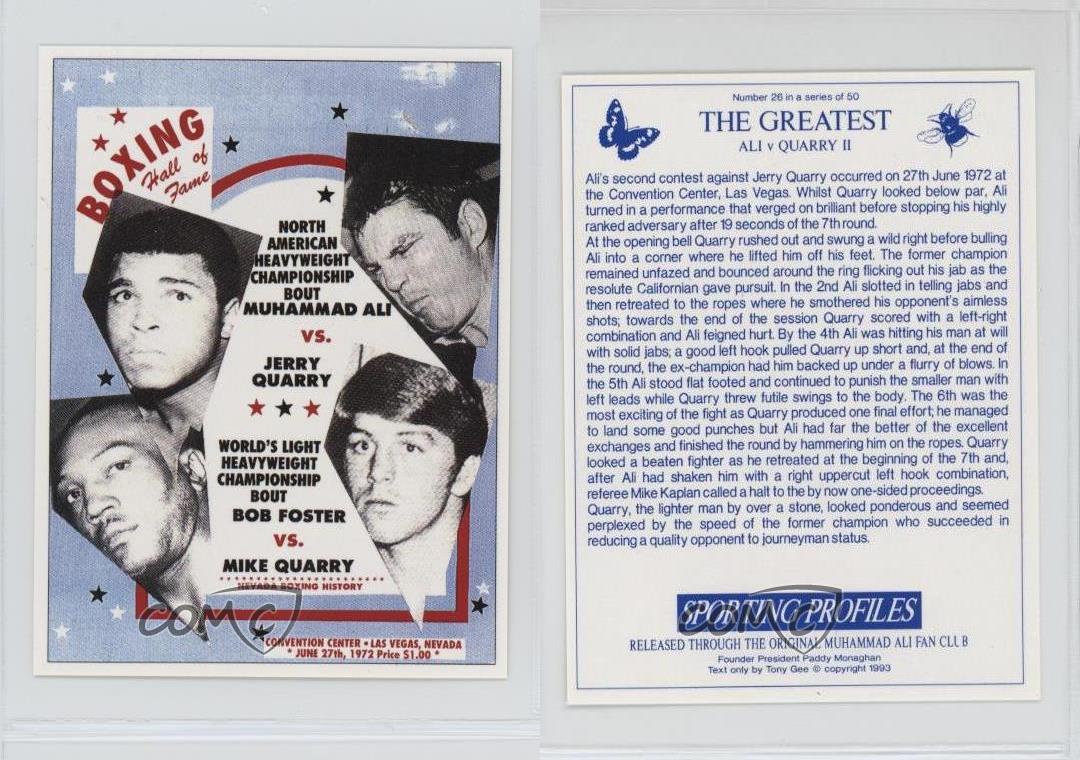 BOXING
Hall of
Fame
NORTH
AMERICAN
HEAVYWEIGHT
CHAMPIONSHIP
BOUT
MUHAMMAD ALI
VS.
JERRY
QUARRY
WORLD'S LIGHT
HEAVYWEIGHT
CHAMPIONSHIP
BOUT
BOB FOSTER
VS.
MIKE QUARRY
NEVADA BOXING HISTORY
COMC
CONVENTION CENTER • LAS VEGAS, NEVADA
* JUNE 27th, 1972 Price $1.00 *
Number 26 in a series of 50
THE GREATEST
ALI v QUARRY II
Ali's second contest against Jerry Quarry occurred on 27th June 1972 at
the Convention Center, Las Vegas. Whilst Quarry looked below par, Ali
turned in a performance that verged on brilliant before stopping his highly
ranked adversary after 19 seconds of the 7th round.
At the opening bell Quarry rushed out and swung a wild right before bulling
Ali into a corner where he lifted him off his feet. The former champion
remained unfazed and bounced around the ring flicking out his jab as the
resolute Californian gave pursuit. In the 2nd Ali slotted in telling jabs and
then retreated to the ropes where he smothered his opponent's aimless
shots; towards the end of the session Quarry scored with a left-right
combination and Ali feigned hurt. By the 4th Ali was hitting his man at will
with solid jabs; a good left hook pulled Quarry up short and, at the end of
the round, the ex-champion had him backed up under a flurry of blows. In
the 5th Ali stood flat footed and continued to punish the smaller man with
left leads while Quarry threw futile swings to the body. The 6th was the
most exciting of the fight as Quarry produced one final effort; he managed
to land some good punches but Ali had far the better of the excellent
exchanges and finished the round by hammering him on the ropes. Quarry
looked a beaten fighter as he retreated at the beginning of the 7th and,
after Ali had shaken him with a right uppercut left hook combination,
referee Mike Kaplan called a halt to the by now one-sided proceedings.
Quarry, the lighter man by over a stone, looked ponderous and seemed
perplexed by the speed of the former champion who succeeded in
reducing a quality opponent to journeyman status.
SPORTING PROFILES
COMC
RELEASED THROUGH THE ORIGINAL MUHAMMAD ALI FAN CLUB
Founder President Paddy Monaghan
Text only by Tony Gee © copyright 1993